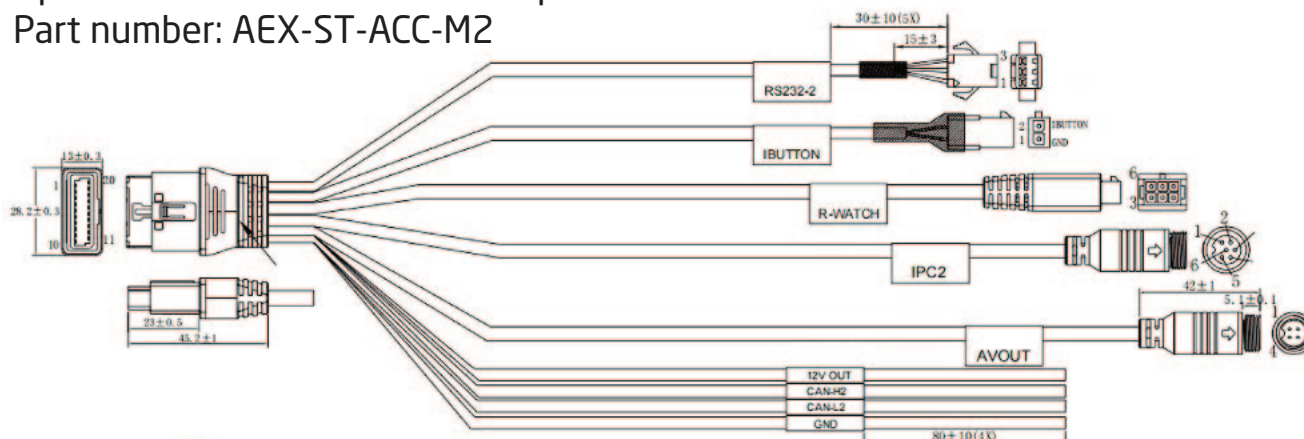 Part number: AEX-ST-ACC-M2
30±10(5X)
15±3
3
1
RS232-2
2
IBUTTON
1
GND
IBUTTON
13±0.3
1
20
28.2±0.3
10
11
6
3
R-WATCH
2
1
6
5
IPC2
42±1
5.1±0.1
1
4
23±0.5
45.2±1
AVOUT
12V OUT
CAN-H2
CAN-L2
GND
80±10(4X)